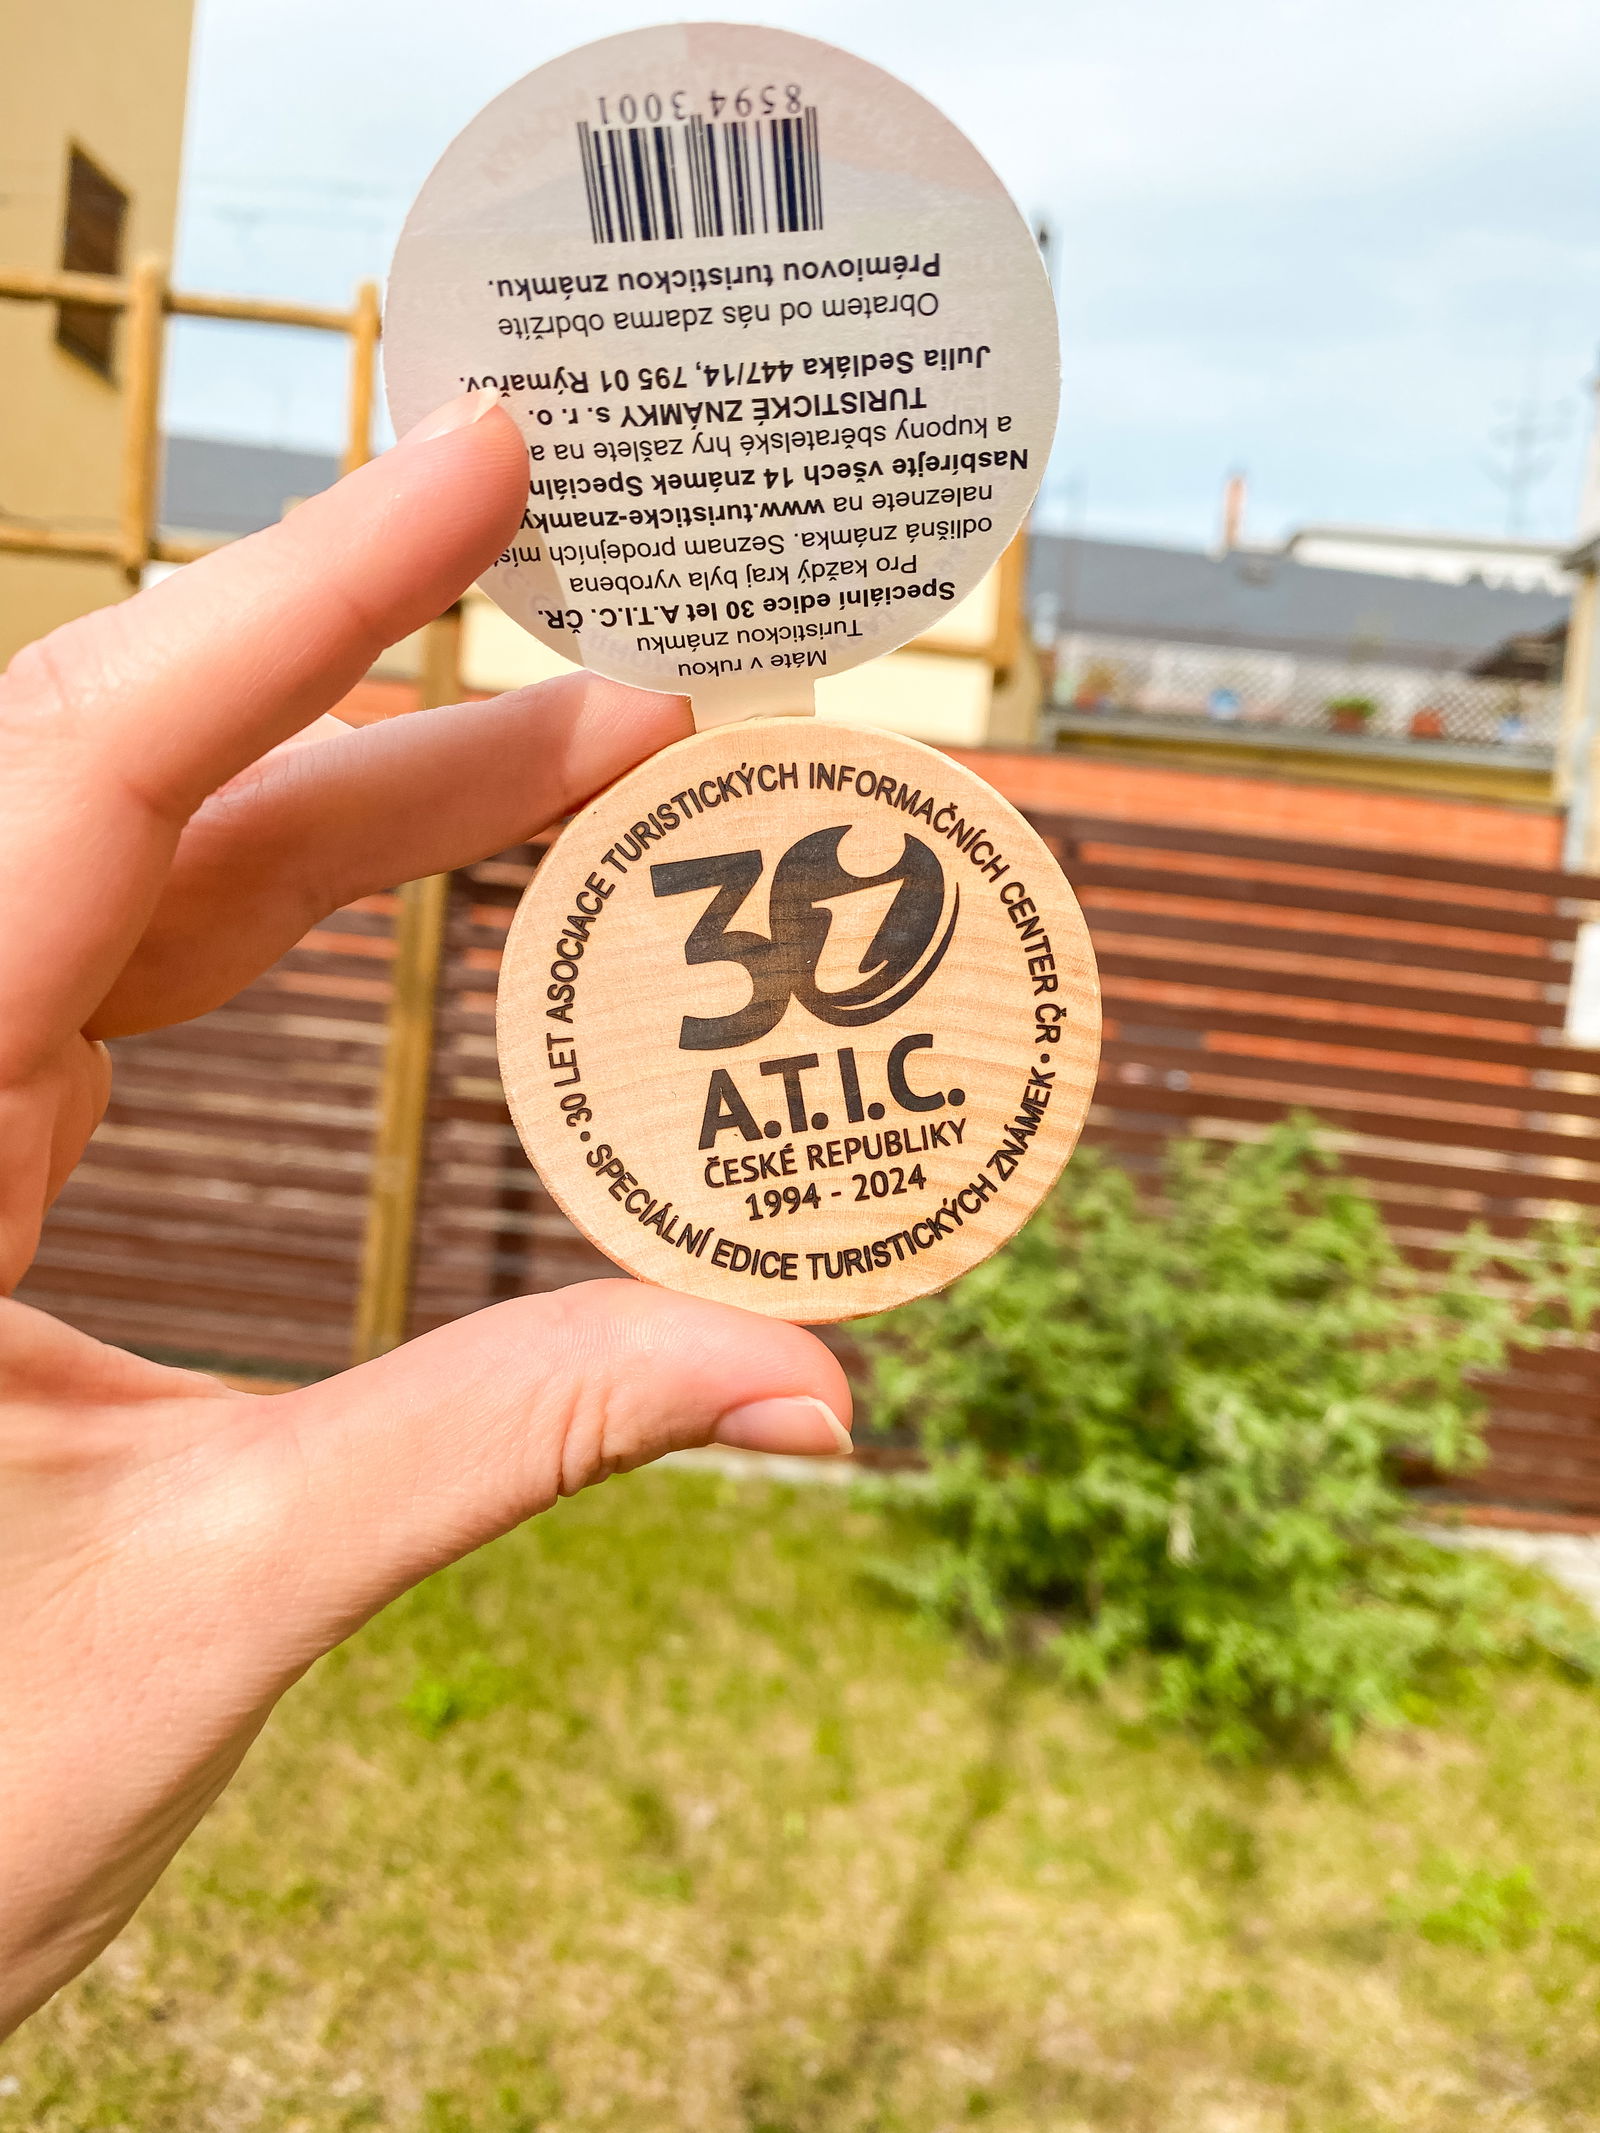 Máte v rukou
Turistickou známku
Speciální edice 30 let A.T.I.C. ČR.
Pro každý kraj byla vyrobena
odlišná známka. Seznam prodejních
naleznete na
Nasbírejte všech 14 známek
a kupony sběratelské hry zašlete na
TURISTICKÉ ZNÁMKY s. r. o.
Julia Sedláka 447/14, 795 01 Rýmařov.
Obratem od nás zdarma obdržíte
Prémiovou turistickou známku.
8594 3001
30 LET ASOCIACE TURISTICKÝCH INFORMAČNÍCH CENTER ČR •
30
A.T.I.C.
ČESKÉ REPUBLIKY
1994 - 2024
• SPECIÁLNÍ EDICE TURISTICKÝCH ZNÁMEK